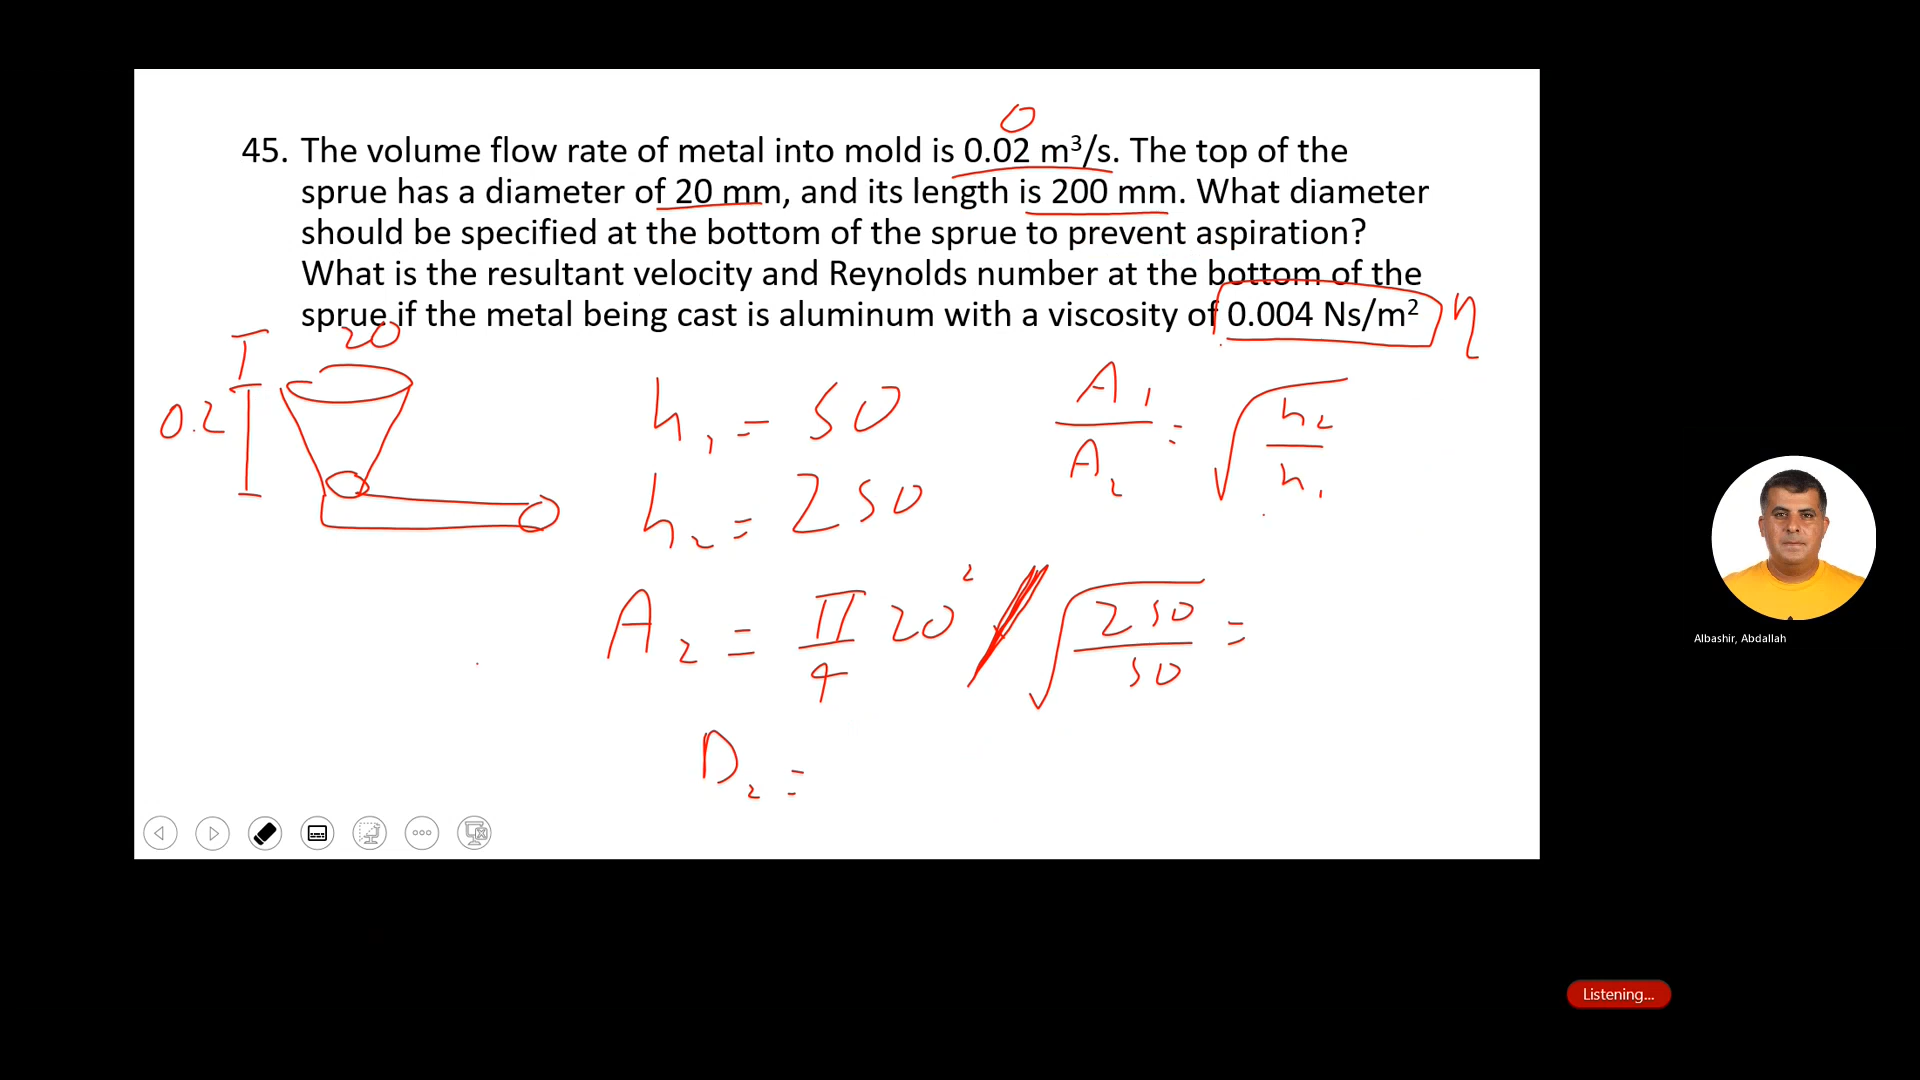 0
45. The volume flow rate of metal into mold is 0.02 m³/s. The top of the
sprue has a diameter of 20 mm, and its length is 200 mm. What diameter
should be specified at the bottom of the sprue to prevent aspiration?
What is the resultant velocity and Reynolds number at the bottom of the
sprue if the metal being cast is aluminum with a viscosity of 0.004 Ns/m² η
20
0.2
h₁ = 50
A₁/A₂ = √(h₂/h₁)
h₂ = 250
A₂ = π/4 20² / √(250/50) =
D₂ =
Albashir, Abdallah
Listening...